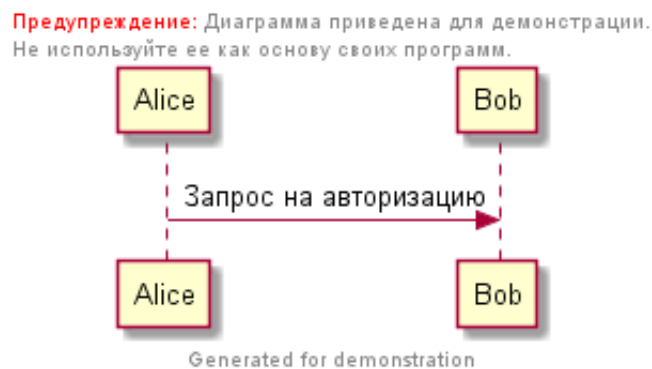 Предупреждение: Диаграмма приведена для демонстрации.
Не используйте ее как основу своих программ.
Alice Bob
Запрос на авторизацию
Alice Bob
Generated for demonstration